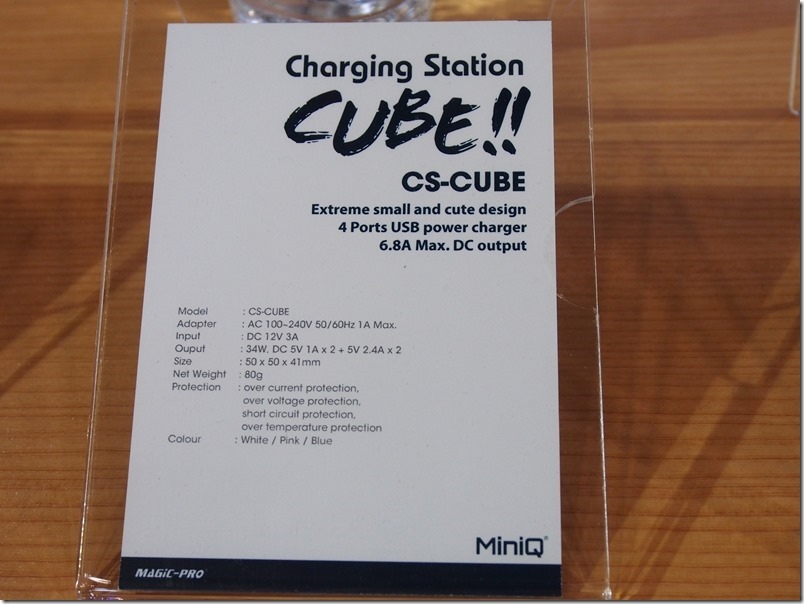 Charging Station
CUBE!!
CS-CUBE
Extreme small and cute design
4 Ports USB power charger
6.8A Max. DC output
Model : CS-CUBE
Adapter : AC 100~240V 50/60Hz 1A Max.
Input : DC 12V 3A
Ouput : 34W, DC 5V 1A x 2 + 5V 2.4A x 2
Size : 50 x 50 x 41mm
Net Weight : 80g
Protection : over current protection,
over voltage protection,
short circuit protection,
over temperature protection
Colour : White / Pink / Blue
MiniQ®
MAGIC-PRO